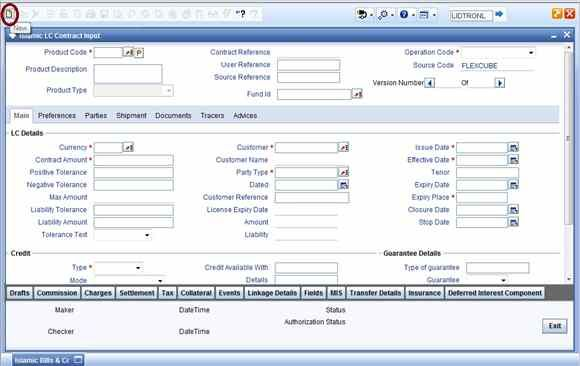 "? ? LIDTRONL
New
Islamic LC Contract Input
Product Code * P Contract Reference Operation Code *
User Reference Source Code FLEXCUBE
Product Description Source Reference
Version Number Of
Product Type Fund Id
Main Preferences Parties Shipment Documents Tracers Advices
LC Details
Currency * Customer * Issue Date *
Contract Amount * Customer Name Effective Date *
Positive Tolerance Party Type * Tenor
Negative Tolerance Dated Expiry Date
Max Amount Customer Reference Expiry Place *
Liability Tolerance License Expiry Date Closure Date
Liability Amount Amount Stop Date
Tolerance Text Liability
Credit Guarantee Details
Type * Credit Available With Type of guarantee
Mode Details Guarantee
Drafts Commission Charges Settlement Tax Collateral Events Linkage Details Fields MIS Transfer Details Insurance Deferred Interest Component
Maker DateTime Status
Authorization Status
Checker DateTime
Exit
Islamic Bills & Cr